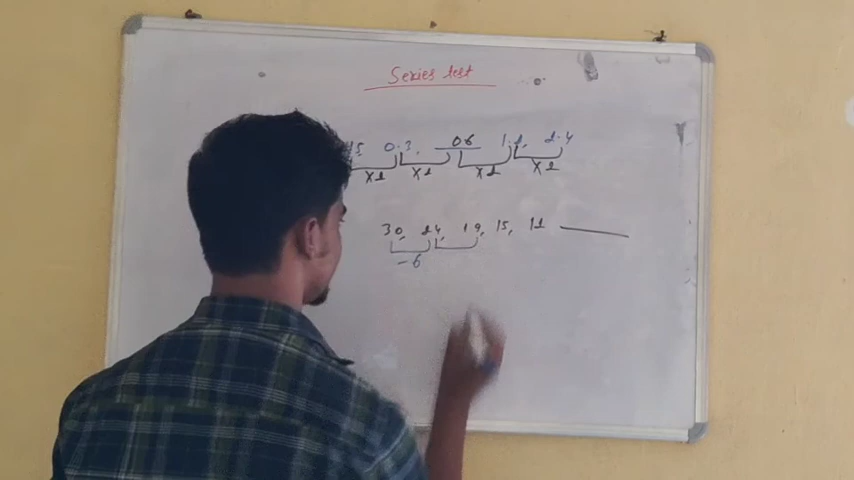 Series test
15 0.3, 06 1.2, 2.4
x2 x2 x2 x2
30, 24, 19, 15, 12
-6